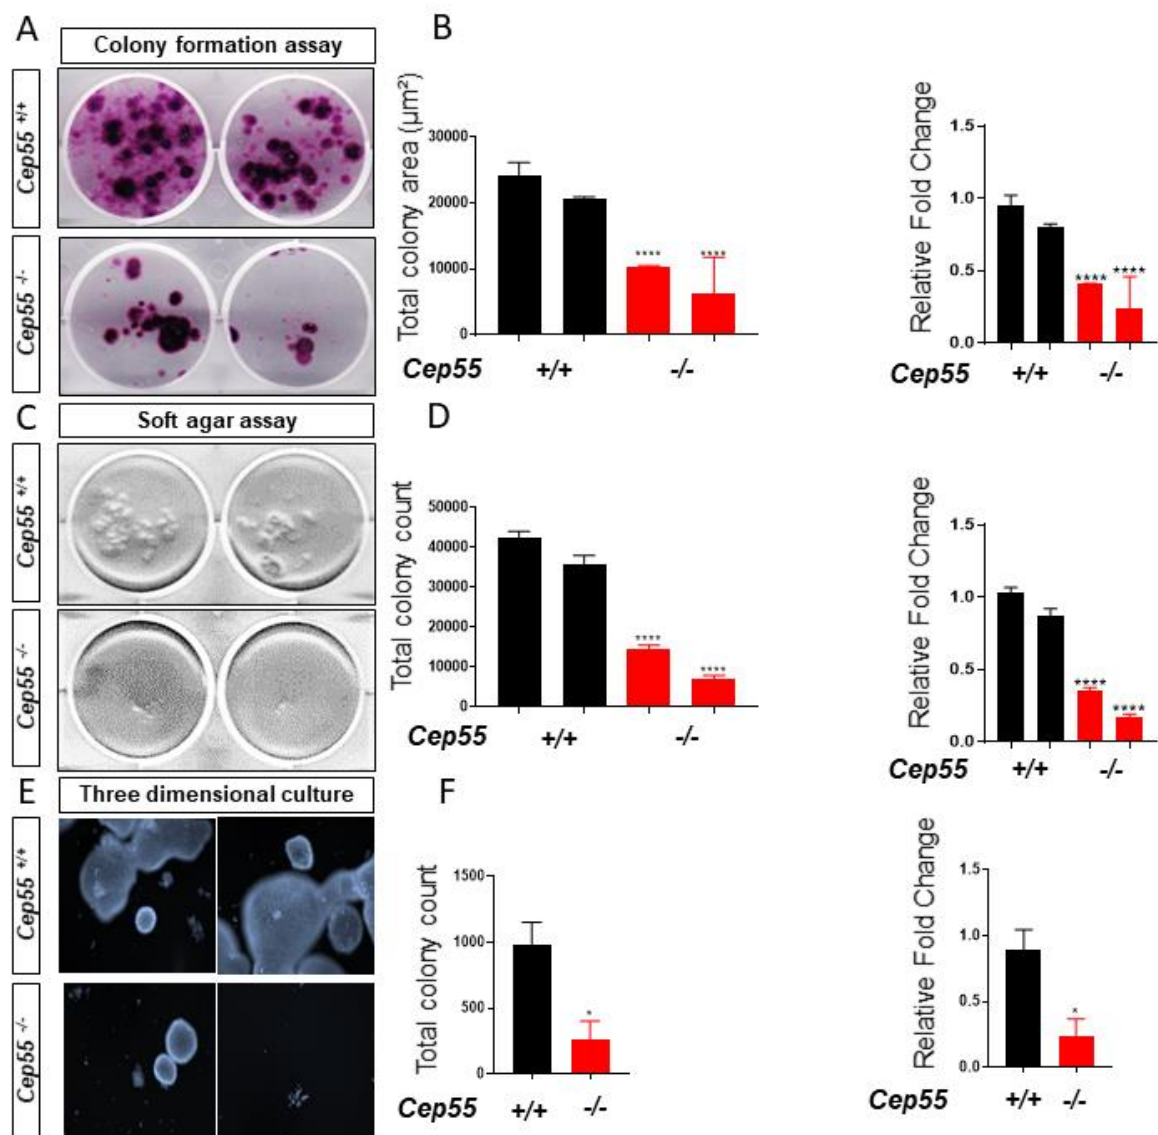 A
Colony formation assay
Cep55 +/+
Cep55 -/-
B
Total colony area (µm²)
30000
20000
10000
0
**** ****
Cep55 +/+ -/-
Relative Fold Change
1.5
1.0
0.5
0.0
**** ****
Cep55 +/+ -/-
C
Soft agar assay
Cep55 +/+
Cep55 -/-
D
Total colony count
50000
40000
30000
20000
10000
0
**** ****
Cep55 +/+ -/-
Relative Fold Change
1.5
1.0
0.5
0.0
**** ****
Cep55 +/+ -/-
E
Three dimensional culture
Cep55 +/+
Cep55 -/-
F
Total colony count
1500
1000
500
0
*
Cep55 +/+ -/-
Relative Fold Change
1.5
1.0
0.5
0.0
*
Cep55 +/+ -/-